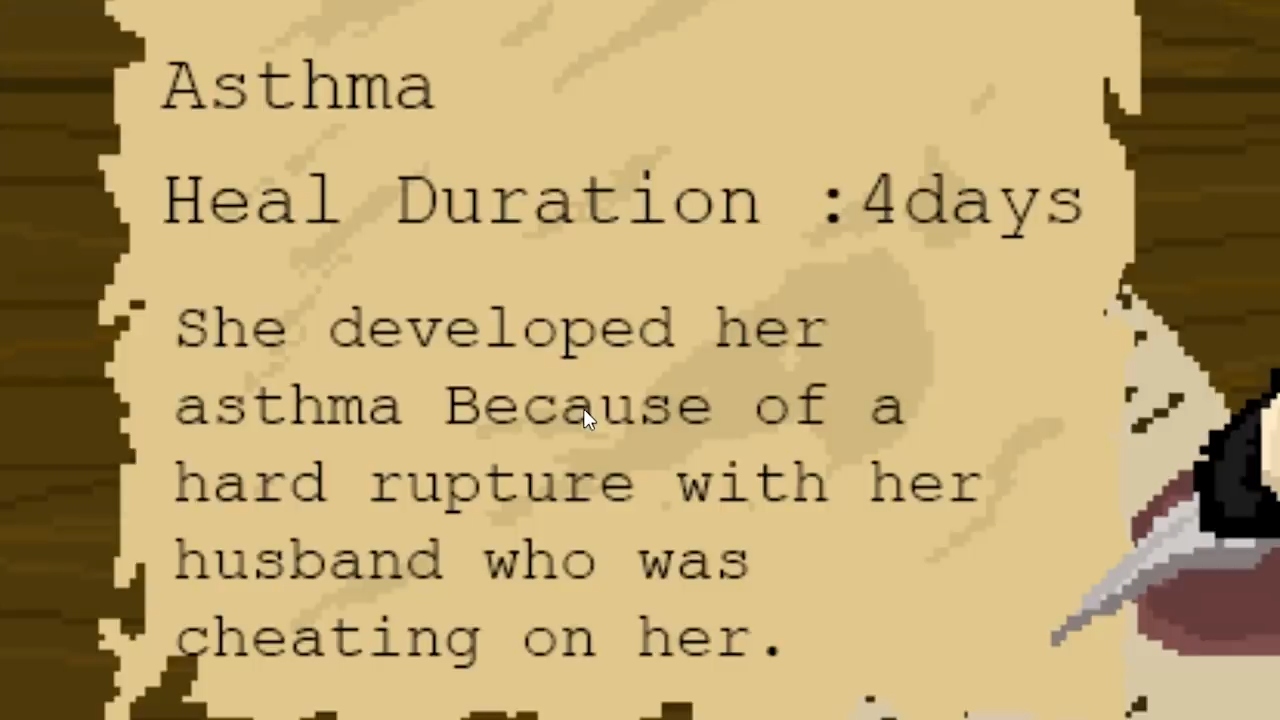 Asthma
Heal Duration :4days
She developed her
asthma Because of a
hard rupture with her
husband who was
cheating on her.